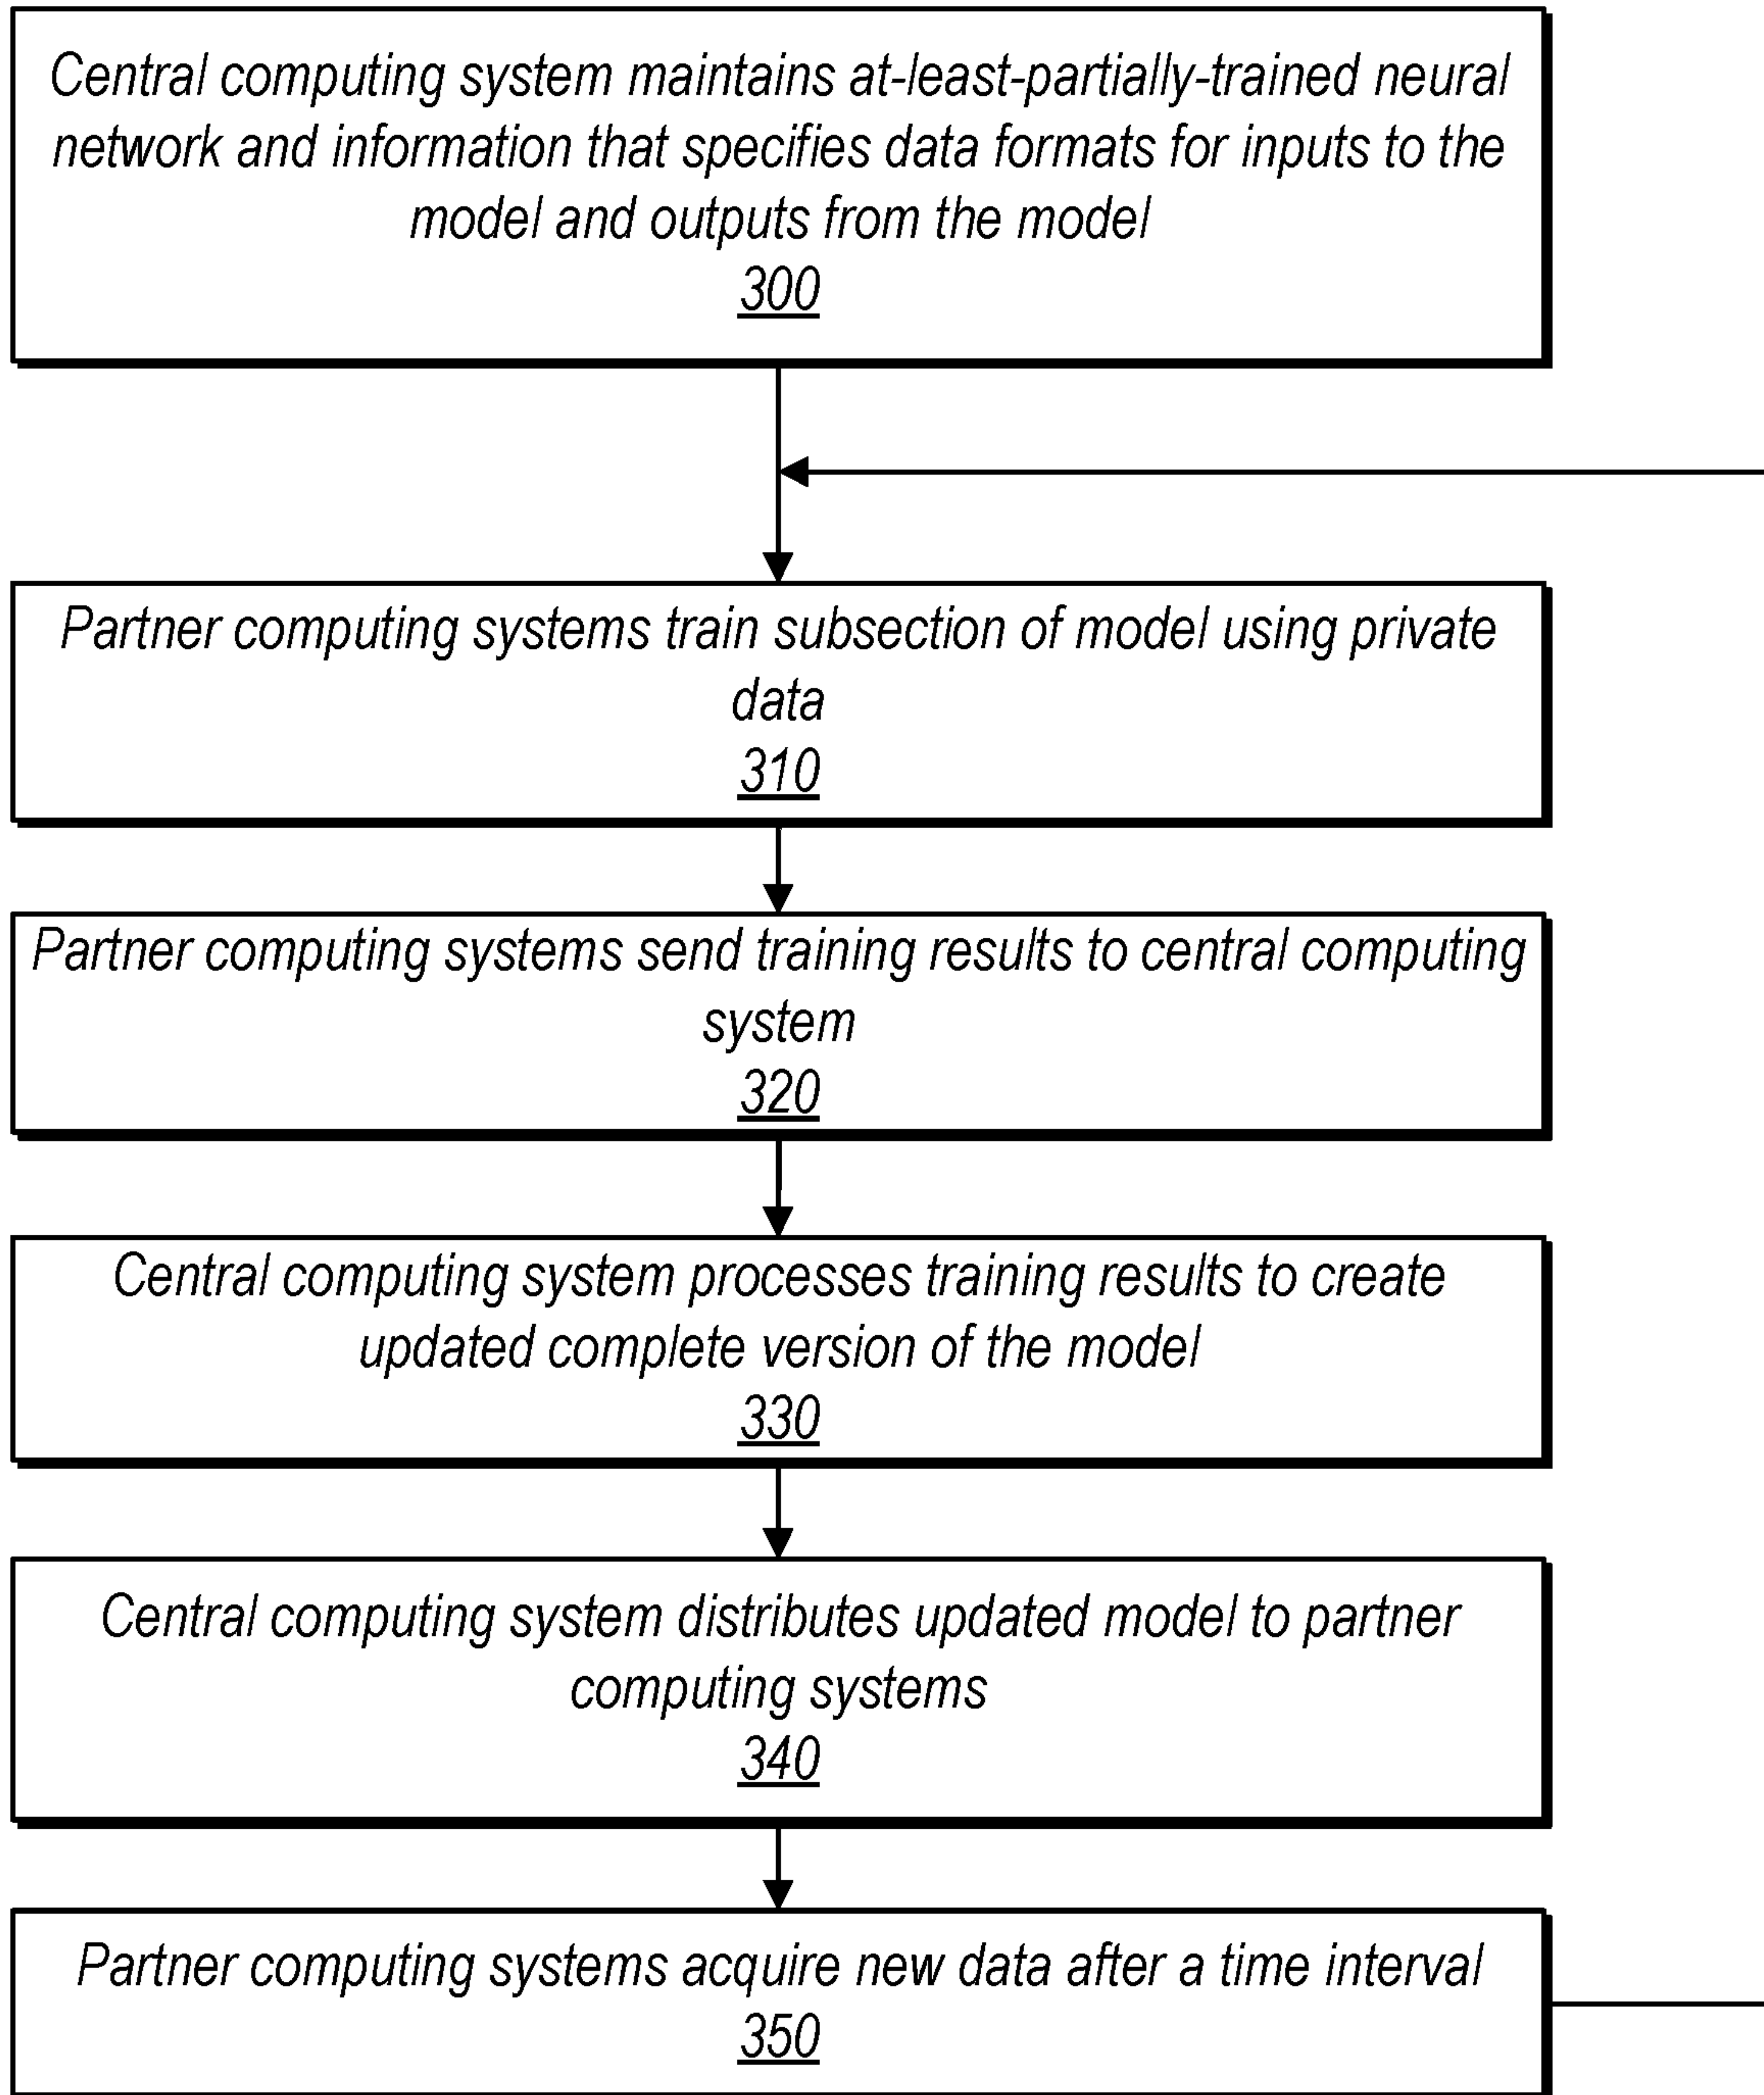 Central computing system maintains at-least-partially-trained neural
network and information that specifies data formats for inputs to the
model and outputs from the model
300
Partner computing systems train subsection of model using private
data
310
Partner computing systems send training results to central computing
system
320
Central computing system processes training results to create
updated complete version of the model
330
Central computing system distributes updated model to partner
computing systems
340
Partner computing systems acquire new data after a time interval
350